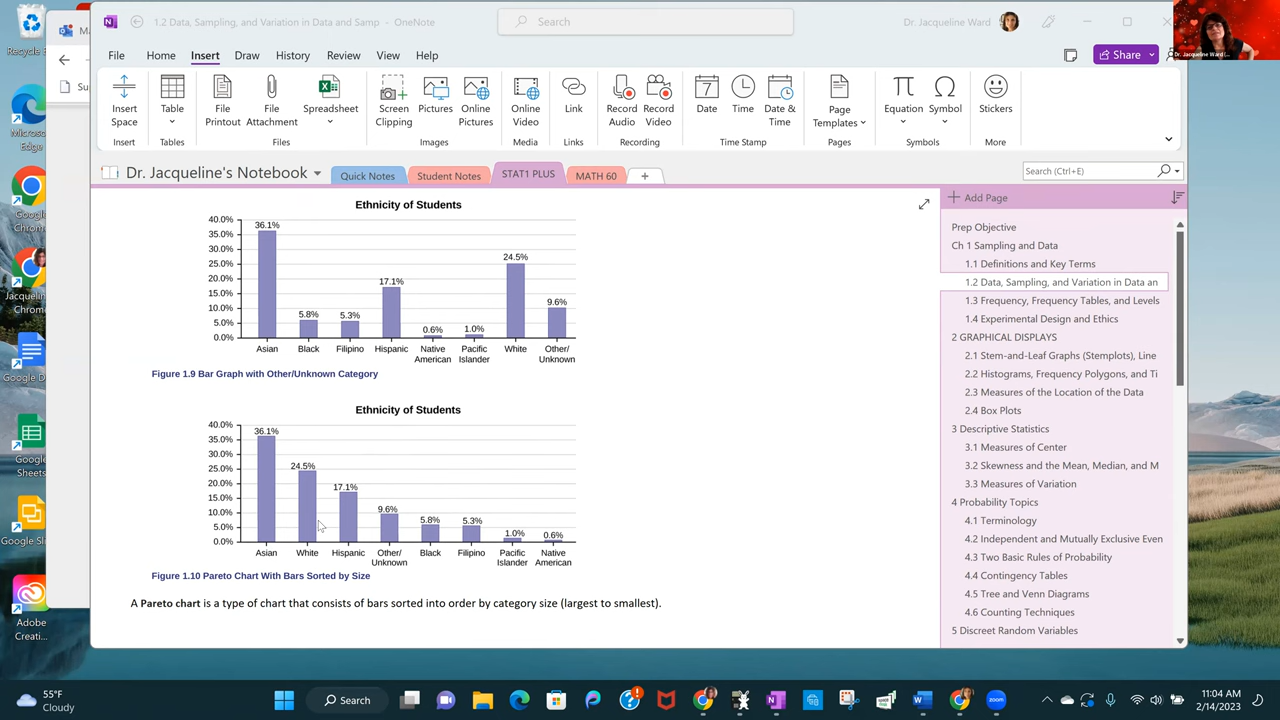 Recycle
1.2 Data, Sampling, and Variation in Data and Samp - OneNote
Search
Dr. Jacqueline Ward
Dr. Jacqueline Ward
File Home Insert Draw History Review View Help
Share
Insert Space
Table
File Printout
File Attachment
Spreadsheet
Screen Clipping
Pictures
Online Pictures
Online Video
Link
Record Audio
Record Video
Date
Time
Date & Time
Page Templates
Equation
Symbol
Stickers
Insert Tables Files Images Media Recording Time Stamp Pages Symbols More
Dr. Jacqueline's Notebook
Quick Notes Student Notes STAT1 PLUS MATH 60 +
Search (Ctrl+E)
Ethnicity of Students
40.0%
35.0%
30.0%
25.0%
20.0%
15.0%
10.0%
5.0%
0.0%
36.1% 5.8% 5.3% 17.1% 0.6% 1.0% 24.5% 9.6%
Asian Black Filipino Hispanic Native American Pacific Islander White Other/ Unknown
Figure 1.9 Bar Graph with Other/Unknown Category
Ethnicity of Students
40.0%
35.0%
30.0%
25.0%
20.0%
15.0%
10.0%
5.0%
0.0%
36.1% 24.5% 17.1% 9.6% 5.8% 5.3% 1.0% 0.6%
Asian White Hispanic Other/ Unknown Black Filipino Pacific Islander Native American
Figure 1.10 Pareto Chart With Bars Sorted by Size
A Pareto chart is a type of chart that consists of bars sorted into order by category size (largest to smallest).
Add Page
Prep Objective
Ch 1 Sampling and Data
1.1 Definitions and Key Terms
1.2 Data, Sampling, and Variation in Data an
1.3 Frequency, Frequency Tables, and Levels
1.4 Experimental Design and Ethics
2 GRAPHICAL DISPLAYS
2.1 Stem-and-Leaf Graphs (Stemplots), Line
2.2 Histograms, Frequency Polygons, and Ti
2.3 Measures of the Location of the Data
2.4 Box Plots
3 Descriptive Statistics
3.1 Measures of Center
3.2 Skewness and the Mean, Median, and M
3.3 Measures of Variation
4 Probability Topics
4.1 Terminology
4.2 Independent and Mutually Exclusive Even
4.3 Two Basic Rules of Probability
4.4 Contingency Tables
4.5 Tree and Venn Diagrams
4.6 Counting Techniques
5 Discreet Random Variables
Microsoft
Edge
Google
Chrome
Jacqueline
Chrome
Google D
Google
Sheets
Google Sli
Adobe
Creati...
Su
55°F
Cloudy
Search
11:04 AM
2/14/2023